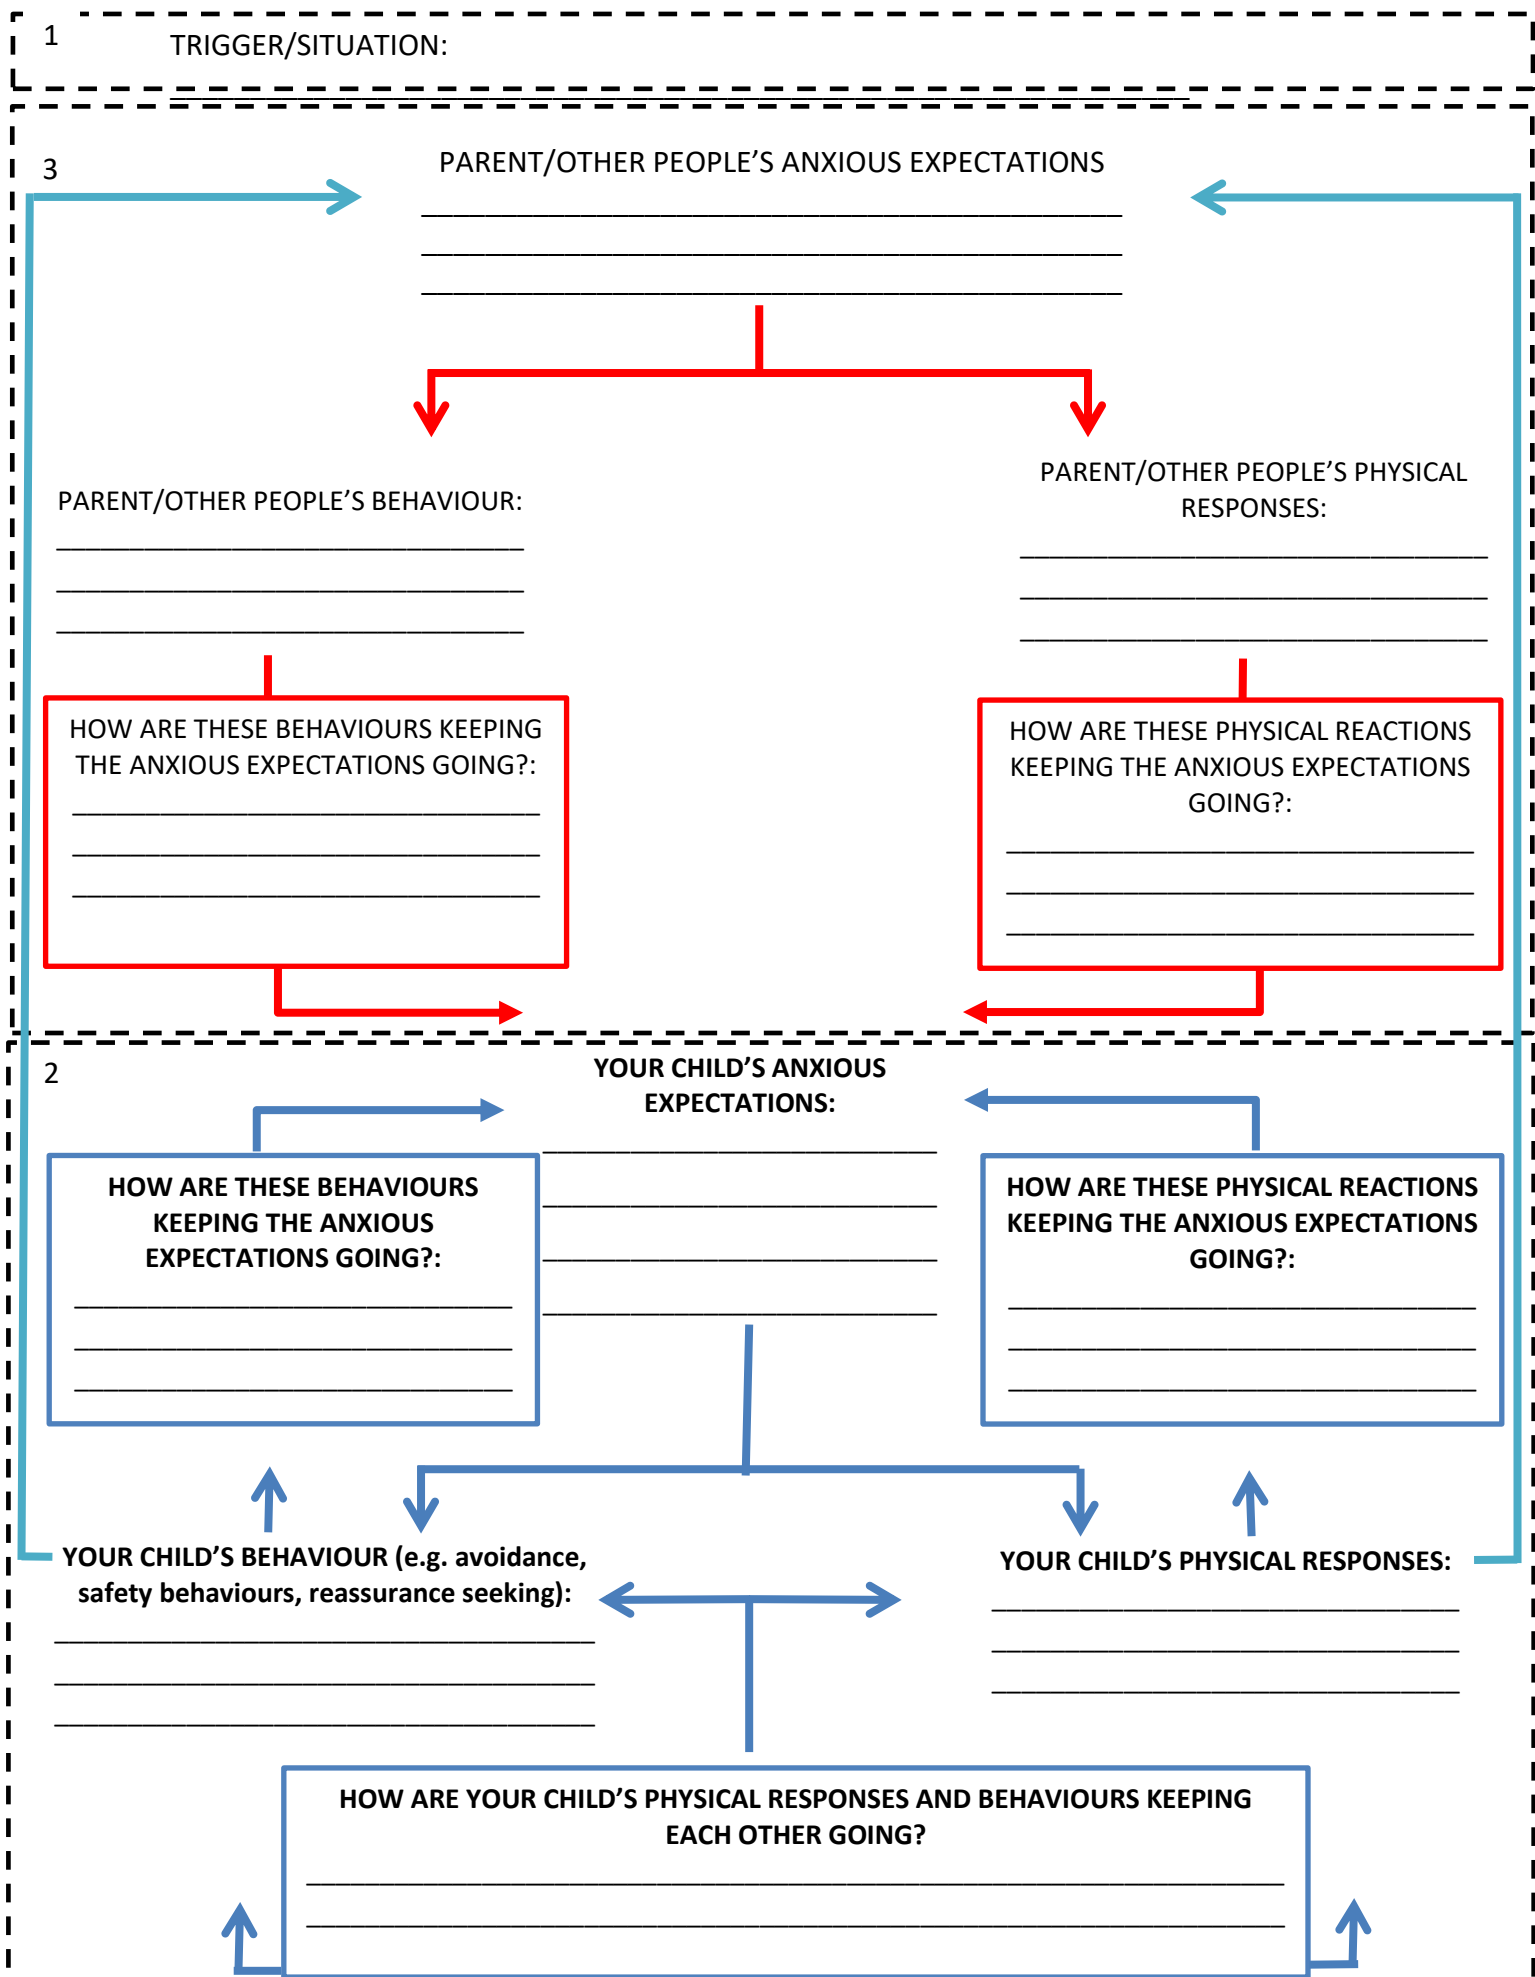 1
TRIGGER/SITUATION:
3
PARENT/OTHER PEOPLE’S ANXIOUS EXPECTATIONS
PARENT/OTHER PEOPLE’S BEHAVIOUR:
PARENT/OTHER PEOPLE’S PHYSICAL
RESPONSES:
HOW ARE THESE BEHAVIOURS KEEPING
THE ANXIOUS EXPECTATIONS GOING?:
HOW ARE THESE PHYSICAL REACTIONS
KEEPING THE ANXIOUS EXPECTATIONS
GOING?:
2
YOUR CHILD’S ANXIOUS
EXPECTATIONS:
HOW ARE THESE BEHAVIOURS
KEEPING THE ANXIOUS
EXPECTATIONS GOING?:
HOW ARE THESE PHYSICAL REACTIONS
KEEPING THE ANXIOUS EXPECTATIONS
GOING?:
YOUR CHILD’S BEHAVIOUR (e.g. avoidance,
safety behaviours, reassurance seeking):
YOUR CHILD’S PHYSICAL RESPONSES:
HOW ARE YOUR CHILD’S PHYSICAL RESPONSES AND BEHAVIOURS KEEPING
EACH OTHER GOING?